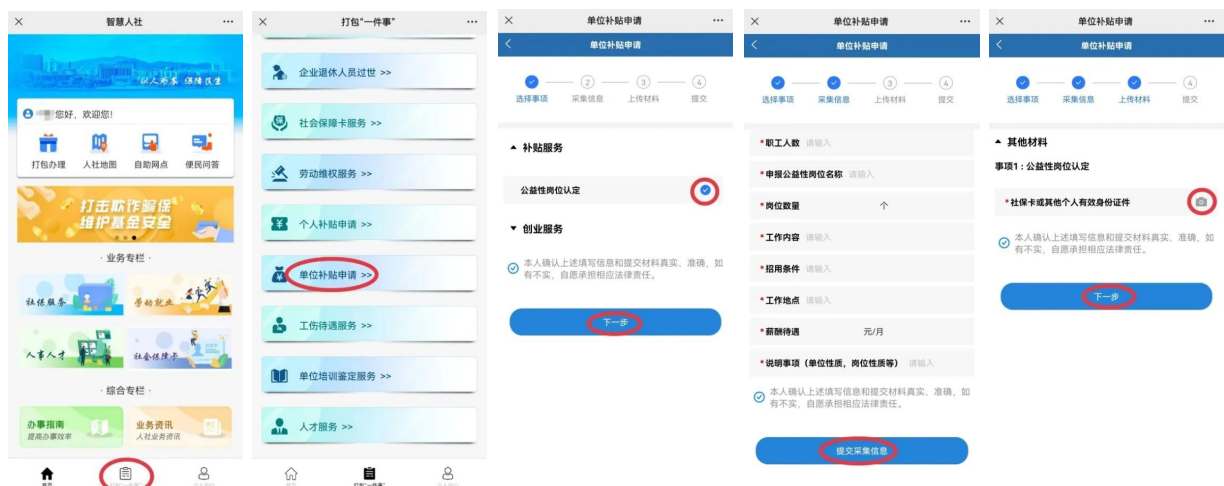 智慧人社
以人为本 保障民生
您好，欢迎您!
打包办理
人社地图
自助网点
便民问答
打击欺诈骗保
维护基金安全
· 业务专栏 ·
社保服务
劳动就业
人事人才
社会保障卡
· 综合专栏 ·
办事指南
提高办事效率
业务资讯
人社业务资讯
首页
打包“一件事”
个人中心
打包“一件事”
企业退休人员过世 >>
社会保障卡服务 >>
劳动维权服务 >>
个人补贴申请 >>
单位补贴申请 >>
工伤待遇服务 >>
单位培训鉴定服务 >>
人才服务 >>
首页
打包“一件事”
单位补贴申请
单位补贴申请
2
3
4
选择事项
采集信息
上传材料
提交
补贴服务
公益性岗位认定
创业服务
本人确认上述填写信息和提交材料真实、准确，如
有不实，自愿承担相应法律责任。
下一步
单位补贴申请
单位补贴申请
3
4
选择事项
采集信息
上传材料
提交
*职工人数 请输入
*申报公益性岗位名称 请输入
*岗位数量 个
*工作内容 请输入
*招用条件 请输入
*工作地点 请输入
*薪酬待遇 元/月
*说明事项（单位性质，岗位性质等） 请输入
本人确认上述填写信息和提交材料真实、准确，如
有不实，自愿承担相应法律责任。
提交采集信息
单位补贴申请
单位补贴申请
4
选择事项
采集信息
上传材料
提交
其他材料
事项1：公益性岗位认定
*社保卡或其他个人有效身份证件
本人确认上述填写信息和提交材料真实、准确，如
有不实，自愿承担相应法律责任。
下一步